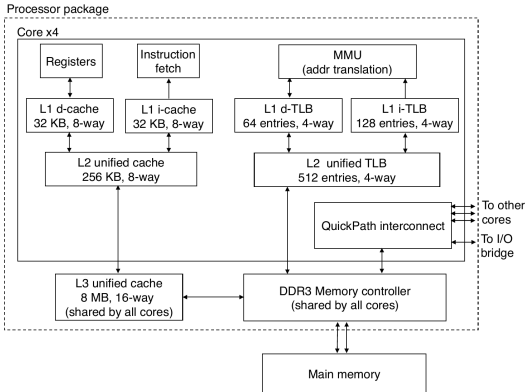 Processor package
Core x4
Registers
Instruction
fetch
MMU
(addr translation)
L1 d-cache
32 KB, 8-way
L1 i-cache
32 KB, 8-way
L1 d-TLB
64 entries, 4-way
L1 i-TLB
128 entries, 4-way
L2 unified cache
256 KB, 8-way
L2 unified TLB
512 entries, 4-way
QuickPath interconnect
To other
cores
To I/O
bridge
L3 unified cache
8 MB, 16-way
(shared by all cores)
DDR3 Memory controller
(shared by all cores)
Main memory